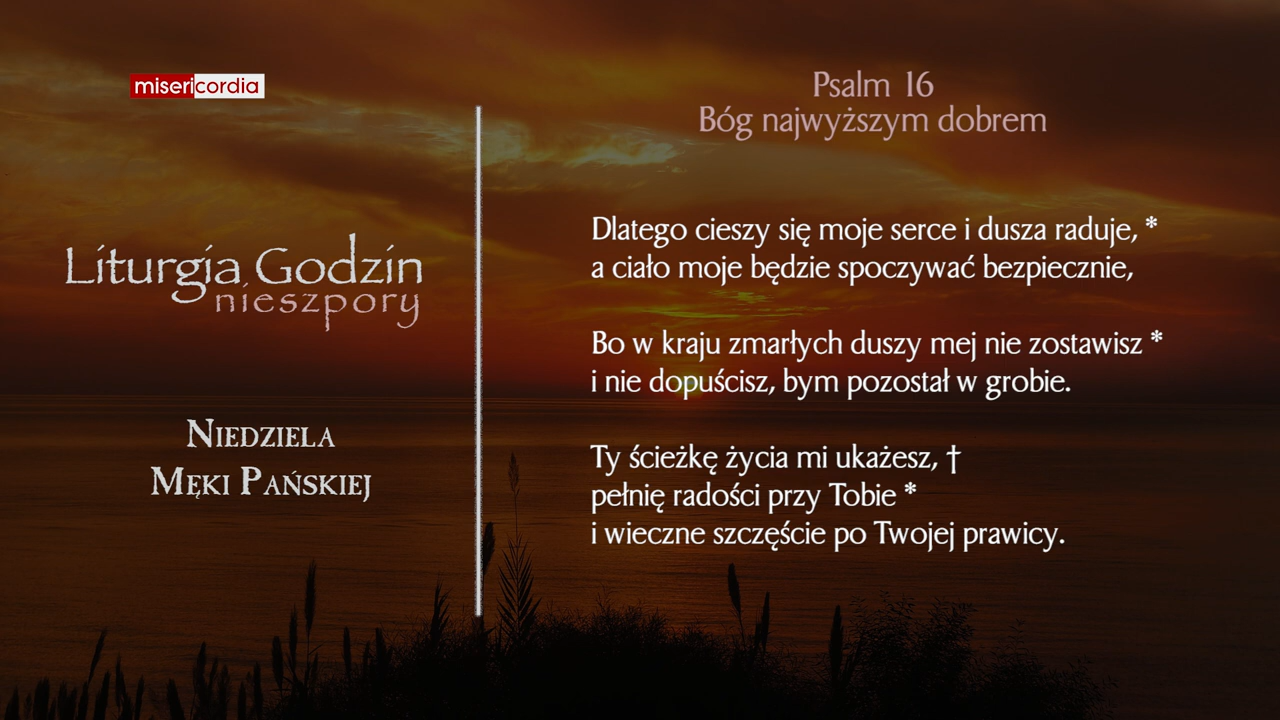 misericordia
Liturgia Godzin
nieszpory
Niedziela
Męki Pańskiej
Psalm 16
Bóg najwyższym dobrem
Dlatego cieszy się moje serce i dusza raduje, *
a ciało moje będzie spoczywać bezpiecznie,
Bo w kraju zmarłych duszy mej nie zostawisz *
i nie dopuścisz, bym pozostał w grobie.
Ty ścieżkę życia mi ukażesz, †
pełnię radości przy Tobie *
i wieczne szczęście po Twojej prawicy.